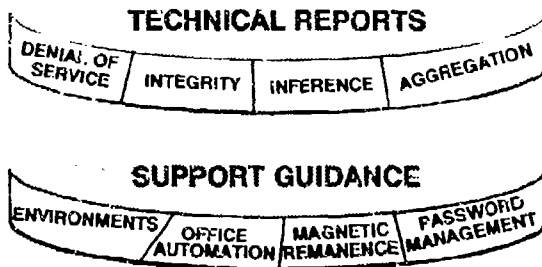 TECHNICAL REPORTS
DENIAL OF
SERVICE
INTEGRITY
INFERENCE
AGGREGATION
SUPPORT GUIDANCE
ENVIRONMENTS
OFFICE
AUTOMATION
MAGNETIC
REMANENCE
PASSWORD
MANAGEMENT